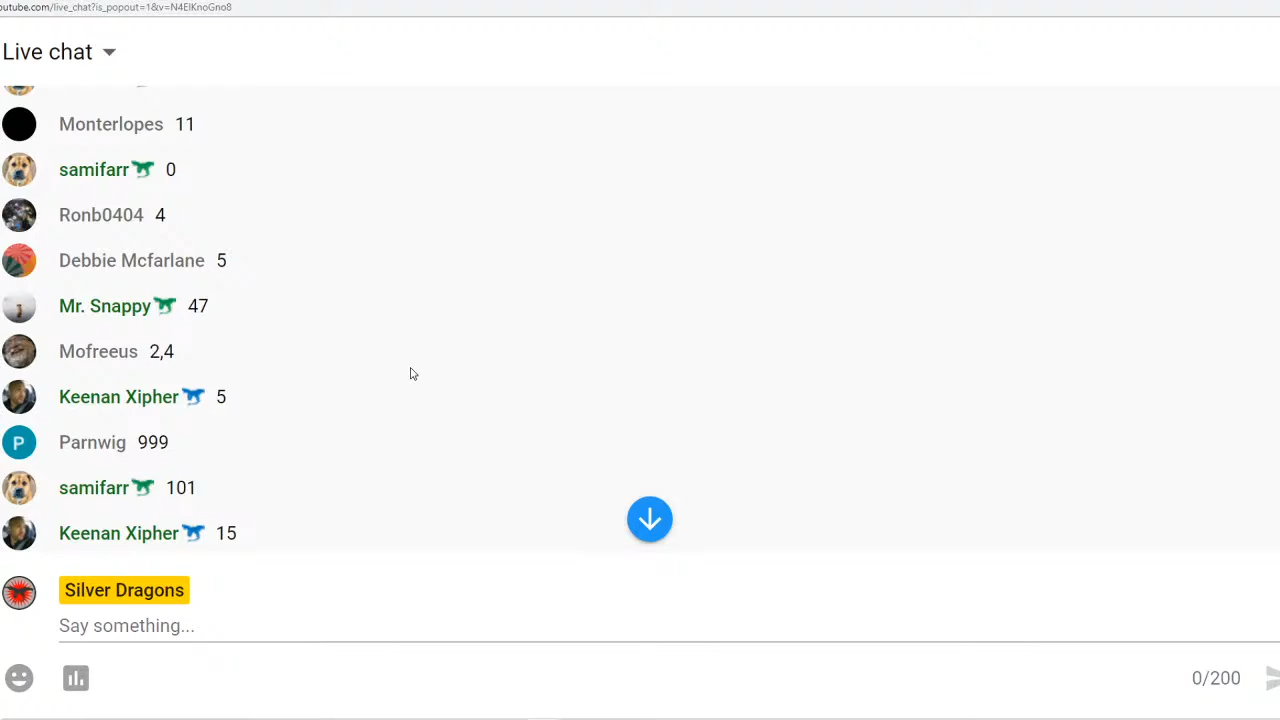 outube.com/live_chat?is_popout=1&v=N4ElKnoGno8
Live chat
Monterlopes 11
samifarr 0
Ronb0404 4
Debbie Mcfarlane 5
Mr. Snappy 47
Mofreeus 2,4
Keenan Xipher 5
P Parnwig 999
samifarr 101
Keenan Xipher 15
Silver Dragons
Say something...
0/200